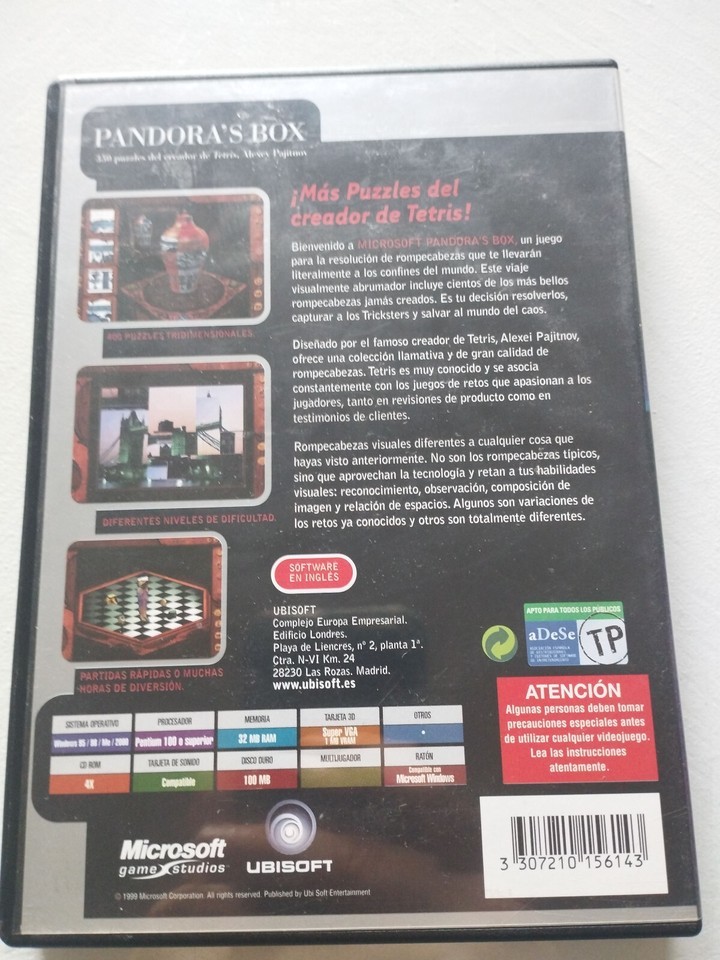 PANDORA'S BOX
350 puzzles del creador de Tetris, Alexey Pajitnov
¡Más Puzzles del
creador de Tetris!
Bienvenido a MICROSOFT PANDORA'S BOX, un juego
para la resolución de rompecabezas que te llevarán
literalmente a los confines del mundo. Este viaje
visualmente abrumador incluye cientos de los más bellos
rompecabezas jamás creados. Es tu decisión resolverlos,
capturar a los Tricksters y salvar al mundo del caos.
400 PUZZLES TRIDIMENSIONALES.
Diseñado por el famoso creador de Tetris, Alexei Pajitnov,
ofrece una colección llamativa y de gran calidad de
rompecabezas. Tetris es muy conocido y se asocia
constantemente con los juegos de retos que apasionan a los
jugadores, tanto en revisiones de producto como en
testimonios de clientes.
DIFERENTES NIVELES DE DIFICULTAD.
Rompecabezas visuales diferentes a cualquier cosa que
hayas visto anteriormente. No son los rompecabezas típicos,
sino que aprovechan la tecnología y retan a tus habilidades
visuales: reconocimiento, observación, composición de
imagen y relación de espacios. Algunos son variaciones de
los retos ya conocidos y otros son totalmente diferentes.
PARTIDAS RÁPIDAS O MUCHAS
HORAS DE DIVERSIÓN.
SOFTWARE
EN INGLÉS
UBISOFT
Complejo Europa Empresarial.
Edificio Londres.
Playa de Liencres, nº 2, planta 1ª.
Ctra. N-VI Km. 24
28230 Las Rozas. Madrid.
www.ubisoft.es
APTO PARA TODOS LOS PÚBLICOS
aDeSe
TP
ATENCIÓN
Algunas personas deben tomar
precauciones especiales antes
de utilizar cualquier videojuego.
Lea las instrucciones
atentamente.
SISTEMA OPERATIVO
PROCESADOR
MEMORIA
TARJETA 3D
OTROS
Windows 95 / 98 / Me / 2000
Pentium 100 o superior
32 MB RAM
Super VGA
1 MB VRAM
CD-ROM
TARJETA DE SONIDO
DISCO DURO
MULTIJUGADOR
RATÓN
4X
Compatible
100 MB
Compatible con
Microsoft Windows
Microsoft
game studios
UBISOFT
3 307210 156143
© 1999 Microsoft Corporation. All rights reserved. Published by Ubi Soft Entertainment